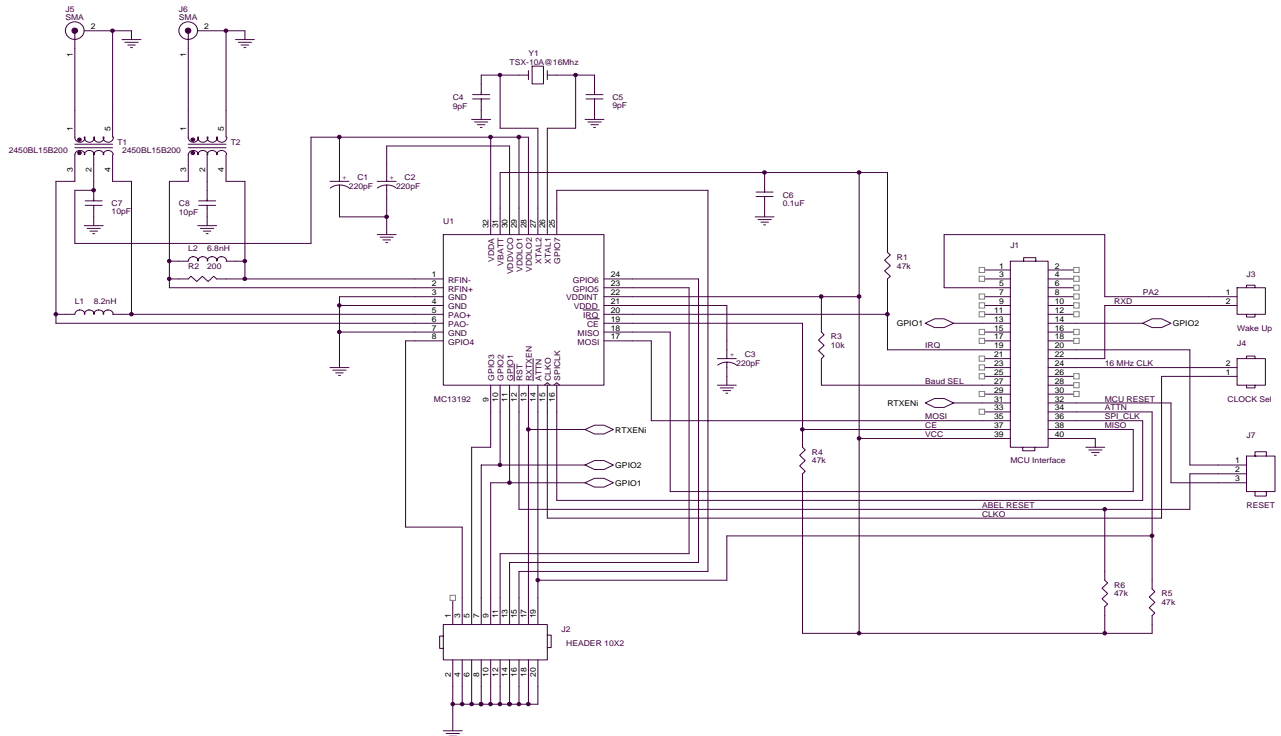 J5
SMA
2
1
J6
SMA
2
1
1
5
T1
2450BL15B200
3
2
4
1
5
T2
2450BL15B200
3
2
4
C7
10pF
C8
10pF
L2 6.8nH
R2 200
L1 8.2nH
Y1
TSX-10A@16Mhz
C4
9pF
C5
9pF
C1
220pF
C2
220pF
C6
0.1uF
U1
32
31
30
29
28
27
26
25
VDDA
VBATT
VDDVCO
VDDLO1
VDDLO2
XTAL2
XTAL1
GPIO7
1 RFIN-
2 RFIN+
3 GND
4 GND
5 PAO+
6 PAO-
7 GND
8 GPIO4
GPIO6 24
GPIO5 23
VDDINT 22
VDDD 21
IRQ 20
CE 19
MISO 18
MOSI 17
GPIO3
GPIO2
GPIO1
RST
RXTXEN
ATTN
CLKO
SPICLK
9
10
11
12
13
14
15
16
MC13192
C3
220pF
R1
47k
R3
10k
R4
47k
R6
47k
R5
47k
RTXENi
GPIO2
GPIO1
J1
1 2
3 4
5 6
7 8
9 10
11 12
13 14
15 16
17 18
19 20
21 22
23 24
25 26
27 28
29 30
31 32
33 34
35 36
37 38
39 40
MCU Interface
GPIO1
IRQ
Baud SEL
RTXENi
MOSI
CE
VCC
PA2
RXD
GPIO2
16 MHz CLK
MCU RESET
ATTN
SPI_CLK
MISO
ABEL RESET
CLKO
J3
1
2
Wake Up
J4
2
1
CLOCK Sel
J7
1
2
3
RESET
1
3
5
7
9
11
13
15
17
19
J2
HEADER 10X2
2
4
6
8
10
12
14
16
18
20